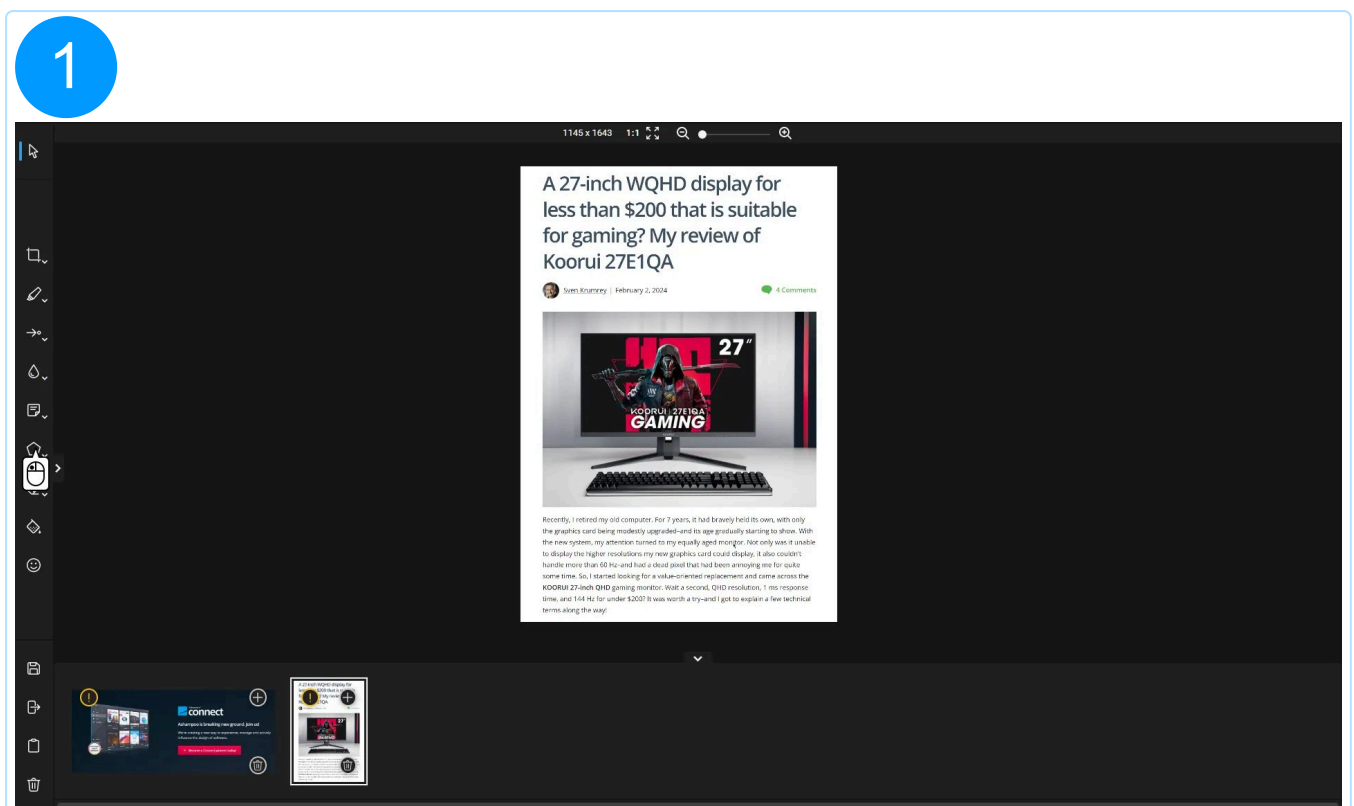 1
1145 x 1643 1:1
A 27-inch WQHD display for
less than $200 that is suitable
for gaming? My review of
Koorui 27E1QA
Sven Krumrey | February 2, 2024 4 Comments
27"
KOORUI 27E1QA
GAMING
Recently, I retired my old computer. For 7 years, it had bravely held its own, with only
the graphics card being modestly upgraded–and its age gradually starting to show. With
the new system, my attention turned to my equally aged monitor. Not only was it unable
to display the higher resolutions my new graphics card could display, it also couldn't
handle more than 60 Hz–and had a dead pixel that had been annoying me for quite
some time. So, I started looking for a value-oriented replacement and came across the
KOORUI 27-inch QHD gaming monitor. Wait a second, QHD resolution, 1 ms response
time, and 144 Hz for under $200? It was worth a try–and I got to explain a few technical
terms along the way!
connect
Ashampoo is breaking new ground. Join us!